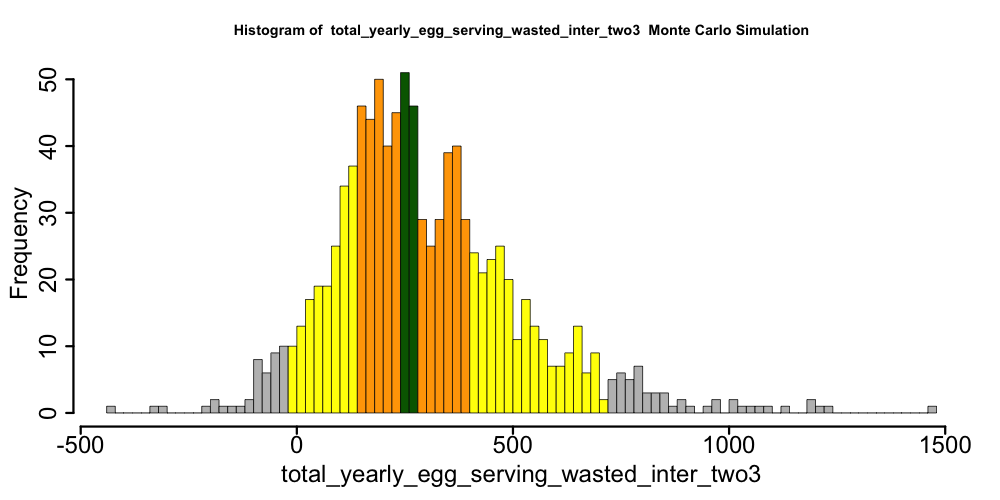 Histogram of  total_yearly_egg_serving_wasted_inter_two3  Monte Carlo Simulation
Frequency
50
40
30
20
10
0
-500 0 500 1000 1500
total_yearly_egg_serving_wasted_inter_two3